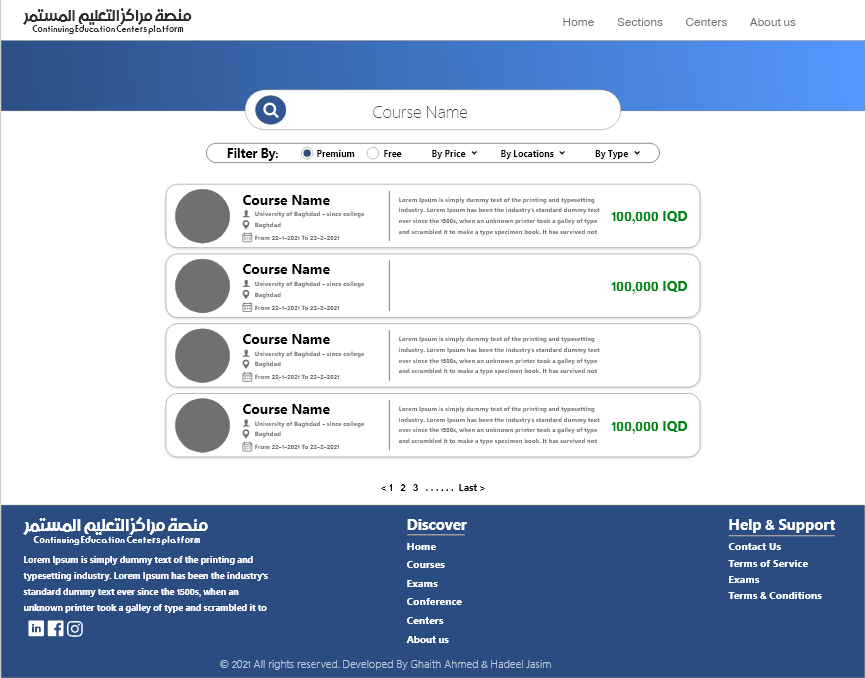 منصة مراكز التعليم المستمر
Continuing Education Centers platform
Home Sections Centers About us
Course Name
Filter By: Premium Free By Price By Locations By Type
Course Name
University of Baghdad - since college
Baghdad
From 22-1-2021 To 22-2-2021
Lorem Ipsum is simply dummy text of the printing and typesetting
industry. Lorem Ipsum has been the industry's standard dummy text
ever since the 1500s, when an unknown printer took a galley of type
and scrambled it to make a type specimen book. It has survived not
100,000 IQD
Course Name
University of Baghdad - since college
Baghdad
From 22-1-2021 To 22-2-2021
100,000 IQD
Course Name
University of Baghdad - since college
Baghdad
From 22-1-2021 To 22-2-2021
Lorem Ipsum is simply dummy text of the printing and typesetting
industry. Lorem Ipsum has been the industry's standard dummy text
ever since the 1500s, when an unknown printer took a galley of type
and scrambled it to make a type specimen book. It has survived not
Course Name
University of Baghdad - since college
Baghdad
From 22-1-2021 To 22-2-2021
Lorem Ipsum is simply dummy text of the printing and typesetting
industry. Lorem Ipsum has been the industry's standard dummy text
ever since the 1500s, when an unknown printer took a galley of type
and scrambled it to make a type specimen book. It has survived not
100,000 IQD
< 1 2 3 . . . . . . Last >
منصة مراكز التعليم المستمر
Continuing Education Centers platform
Lorem Ipsum is simply dummy text of the printing and
typesetting industry. Lorem Ipsum has been the industry's
standard dummy text ever since the 1500s, when an
unknown printer took a galley of type and scrambled it to
Discover
Home
Courses
Exams
Conference
Centers
About us
Help & Support
Contact Us
Terms of Service
Exams
Terms & Conditions
© 2021 All rights reserved. Developed By Ghaith Ahmed & Hadeel Jasim